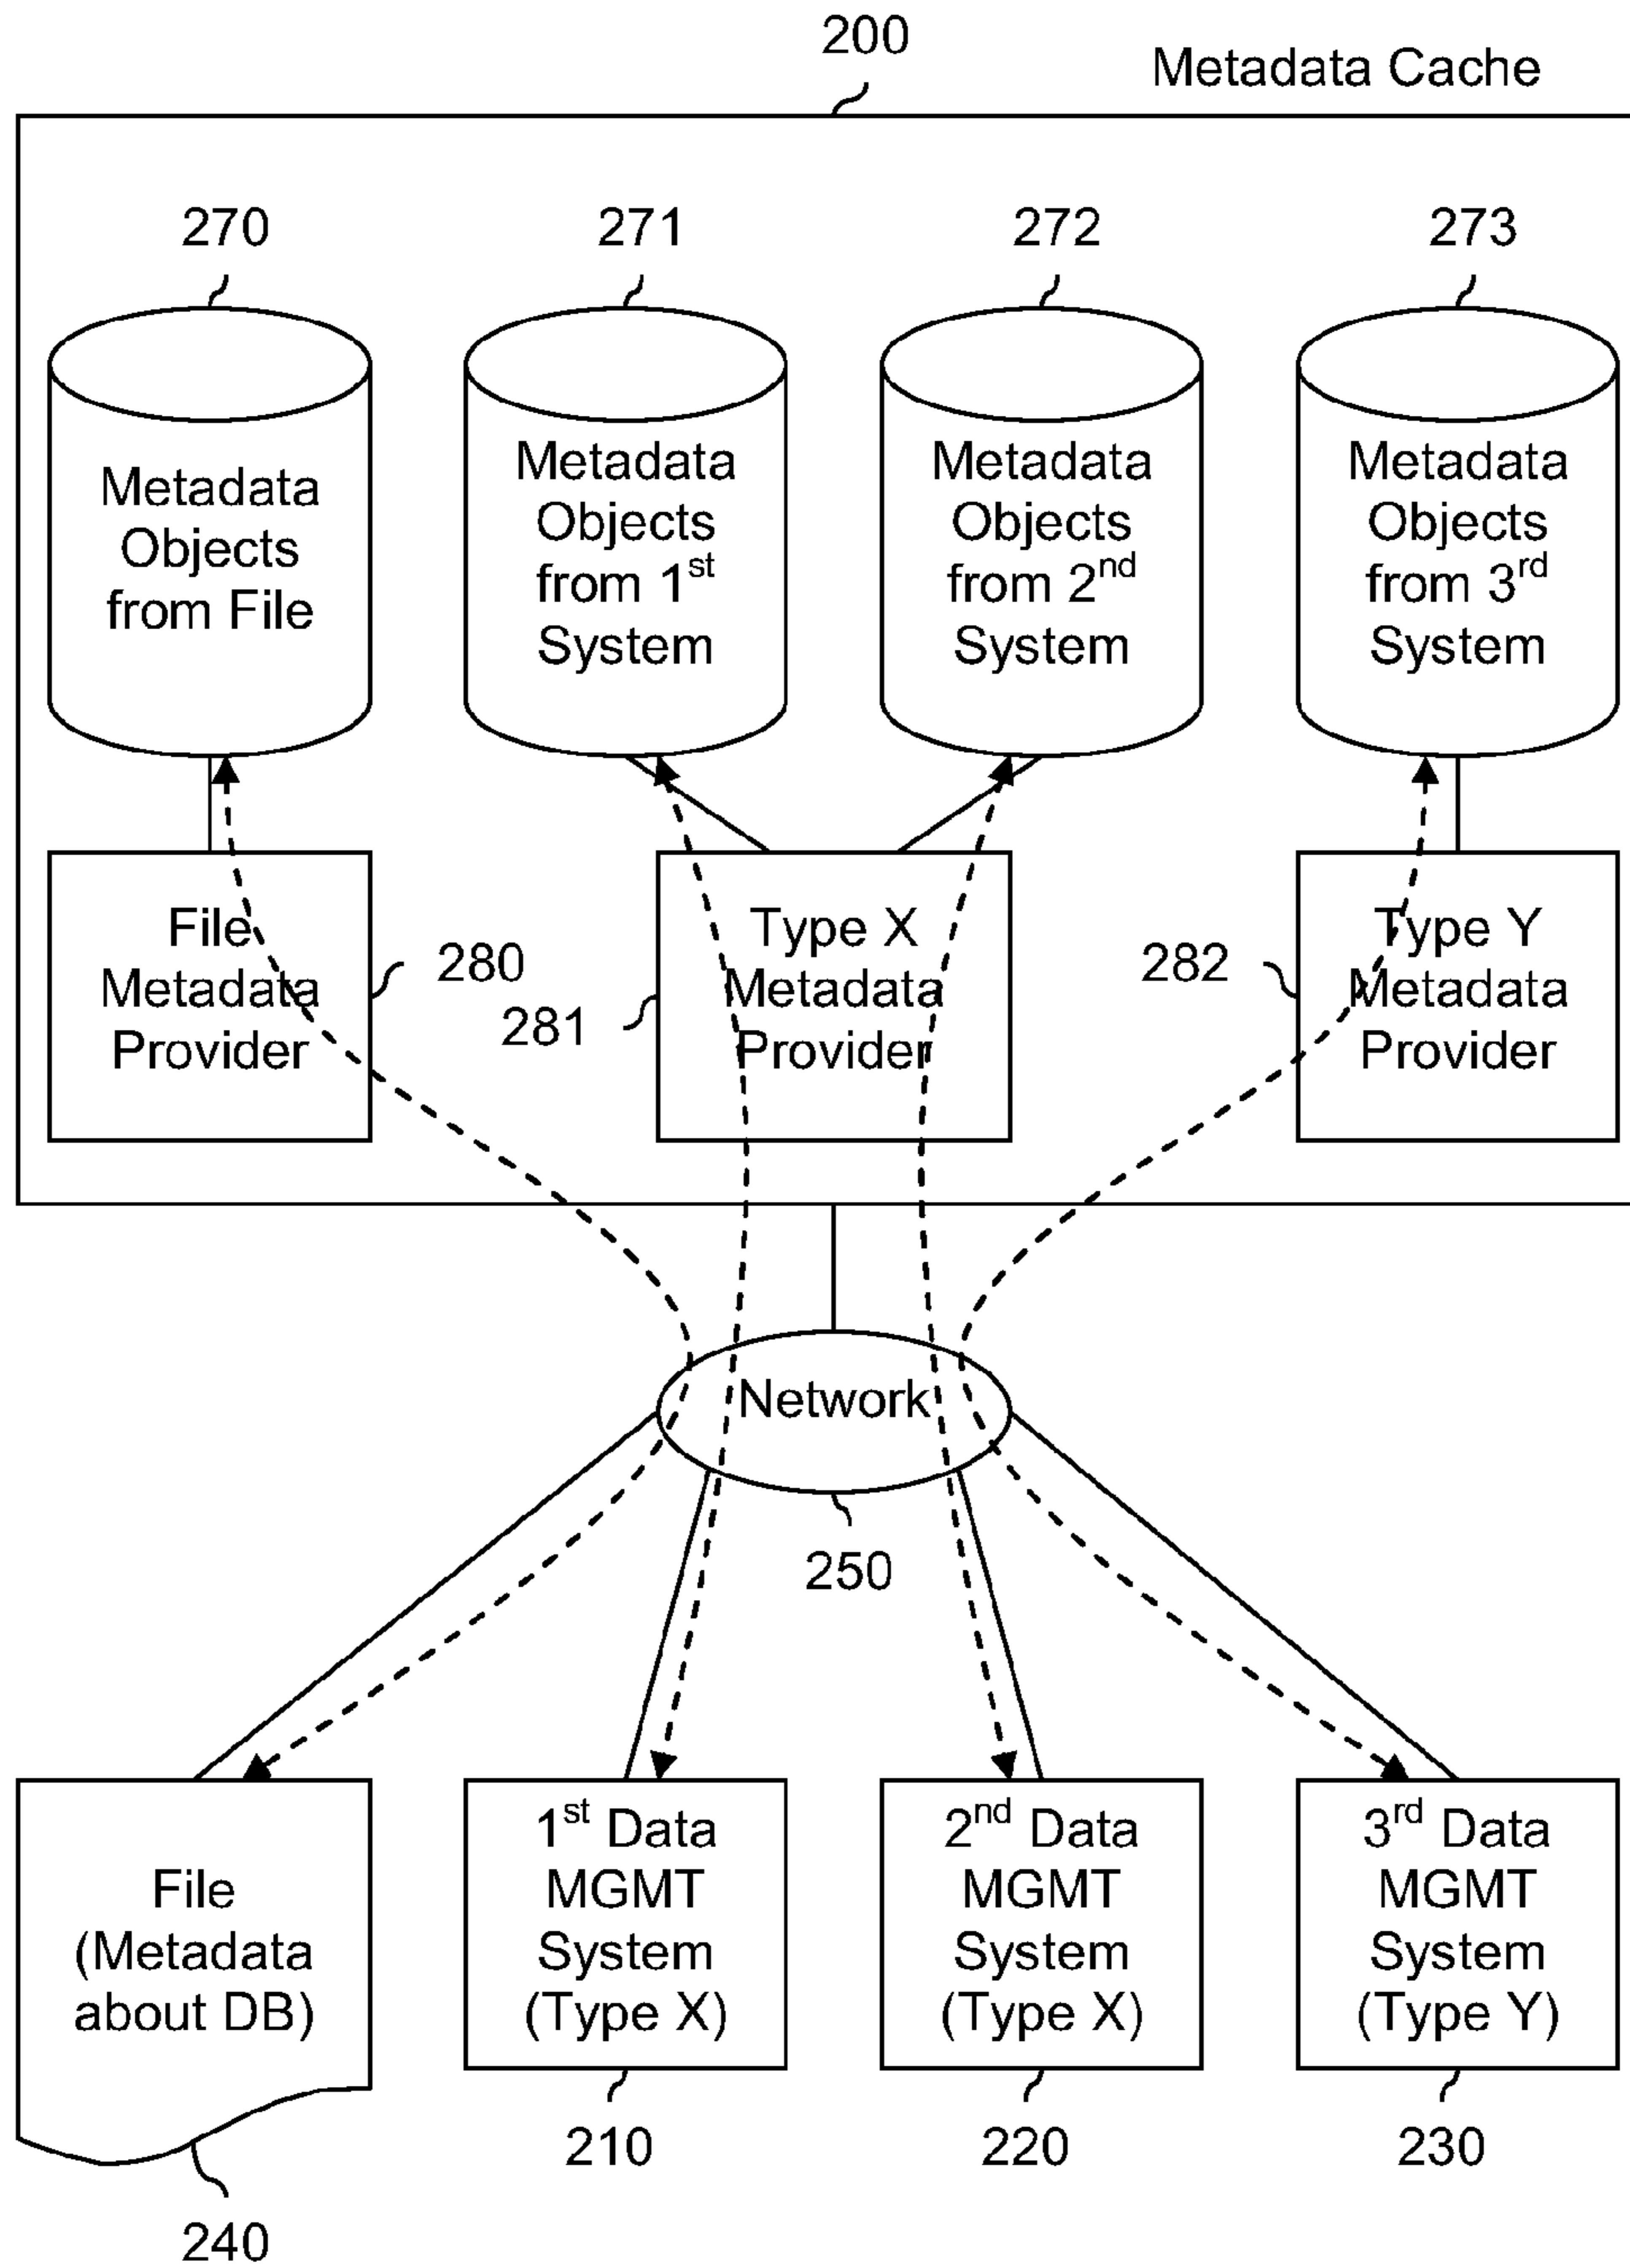 200
Metadata Cache
270
271
272
273
Metadata
Objects
from File
Metadata
Objects
from 1st
System
Metadata
Objects
from 2nd
System
Metadata
Objects
from 3rd
System
File
Metadata
Provider
280
Type X
Metadata
Provider
281
Type Y
Metadata
Provider
282
Network
250
File
(Metadata
about DB)
1st Data
MGMT
System
(Type X)
2nd Data
MGMT
System
(Type X)
3rd Data
MGMT
System
(Type Y)
210
220
230
240